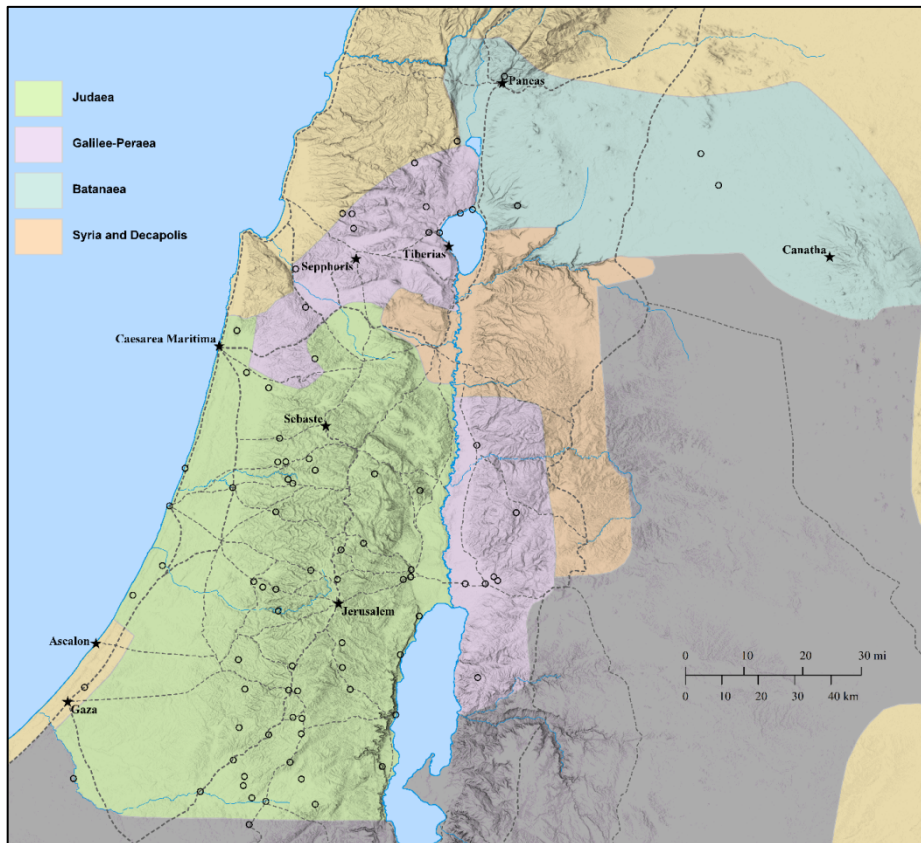 Judaea
Galilee-Peraea
Batanaea
Syria and Decapolis
Paneas
Canatha
Tiberias
Sepphoris
Caesarea Maritima
Sebaste
Jerusalem
Ascalon
Gaza
0 10 20 30 mi
0 10 20 30 40 km